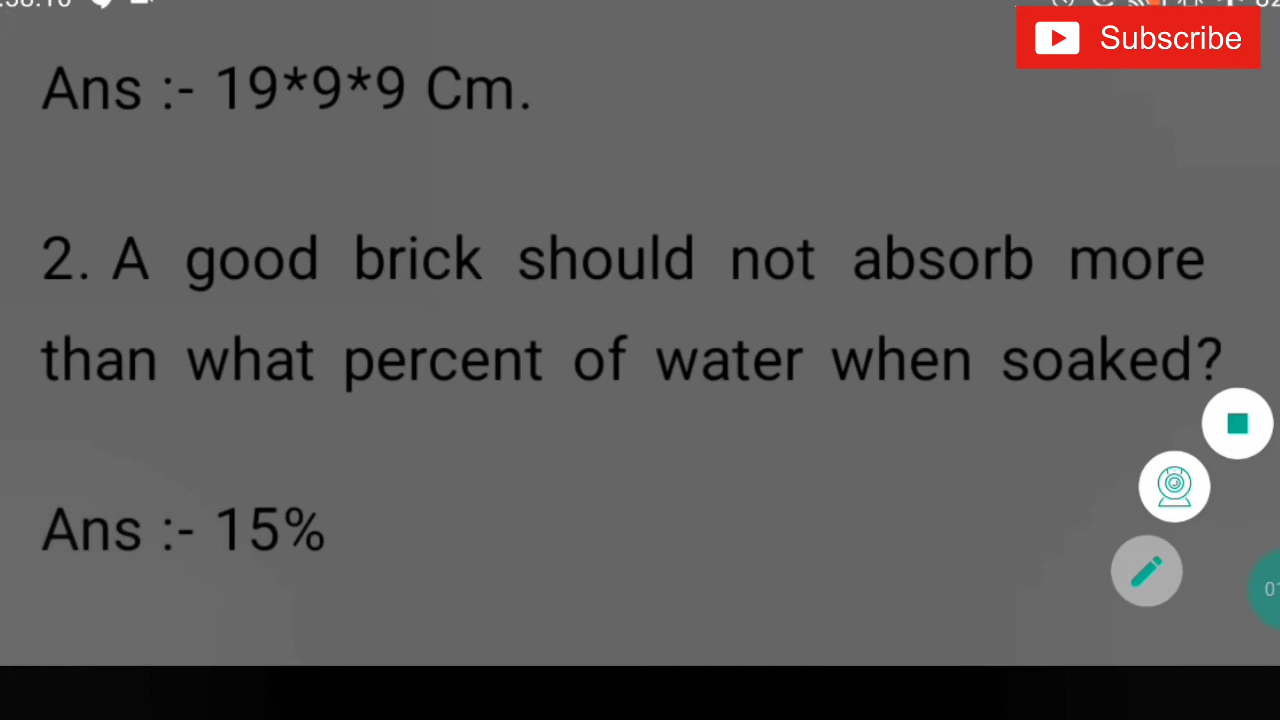 Subscribe
Ans :- 19*9*9 Cm.
2. A good brick should not absorb more
than what percent of water when soaked?
Ans :- 15%